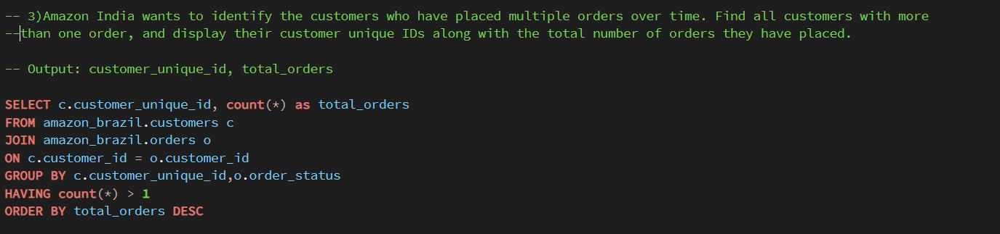 -- 3)Amazon India wants to identify the customers who have placed multiple orders over time. Find all customers with more
--than one order, and display their customer unique IDs along with the total number of orders they have placed.
-- Output: customer_unique_id, total_orders
SELECT c.customer_unique_id, count(*) as total_orders
FROM amazon_brazil.customers c
JOIN amazon_brazil.orders o
ON c.customer_id = o.customer_id
GROUP BY c.customer_unique_id,o.order_status
HAVING count(*) > 1
ORDER BY total_orders DESC